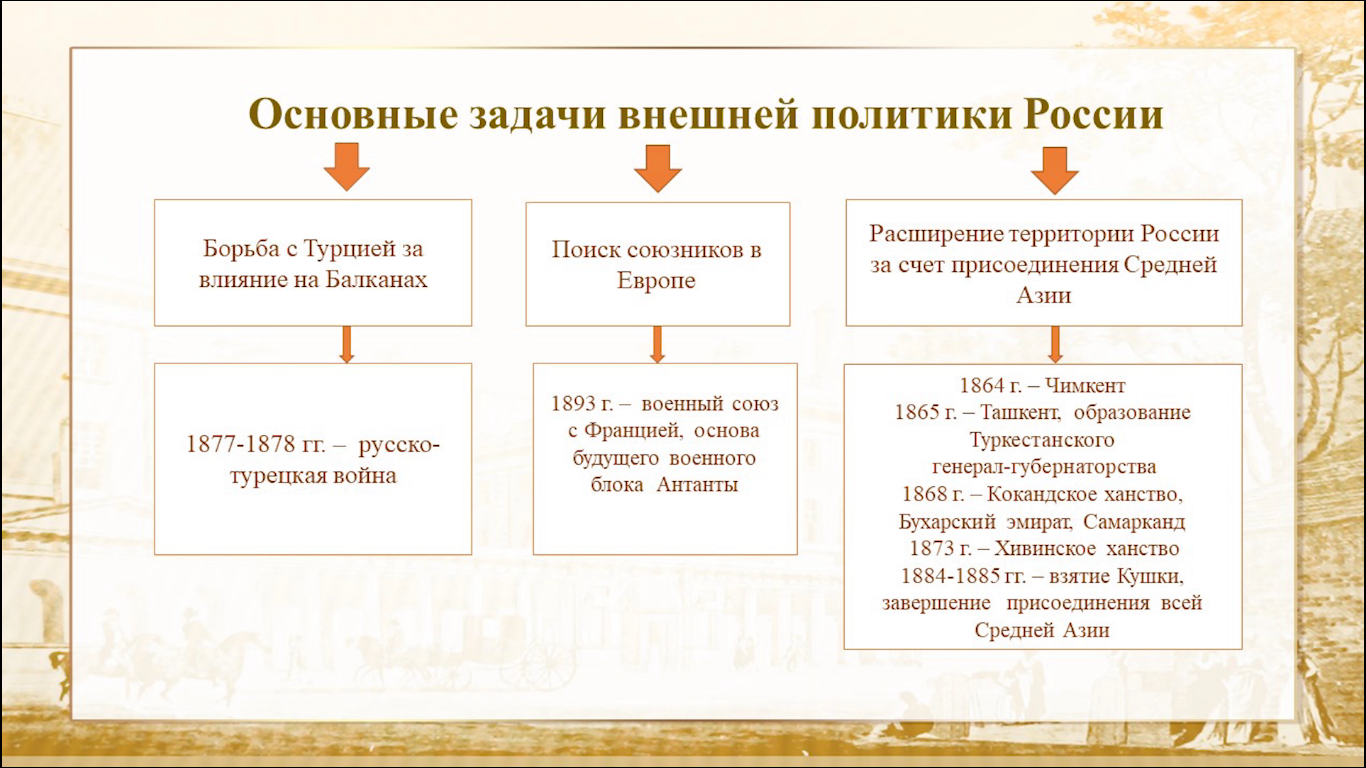 Основные задачи внешней политики России
Борьба с Турцией за
влияние на Балканах
Поиск союзников в
Европе
Расширение территории России
за счет присоединения Средней
Азии
1877-1878 гг. – русско-
турецкая война
1893 г. – военный союз
с Францией, основа
будущего военного
блока Антанты
1864 г. – Чимкент
1865 г. – Ташкент, образование
Туркестанского
генерал-губернаторства
1868 г. – Кокандское ханство,
Бухарский эмират, Самарканд
1873 г. – Хивинское ханство
1884-1885 гг. – взятие Кушки,
завершение присоединения всей
Средней Азии